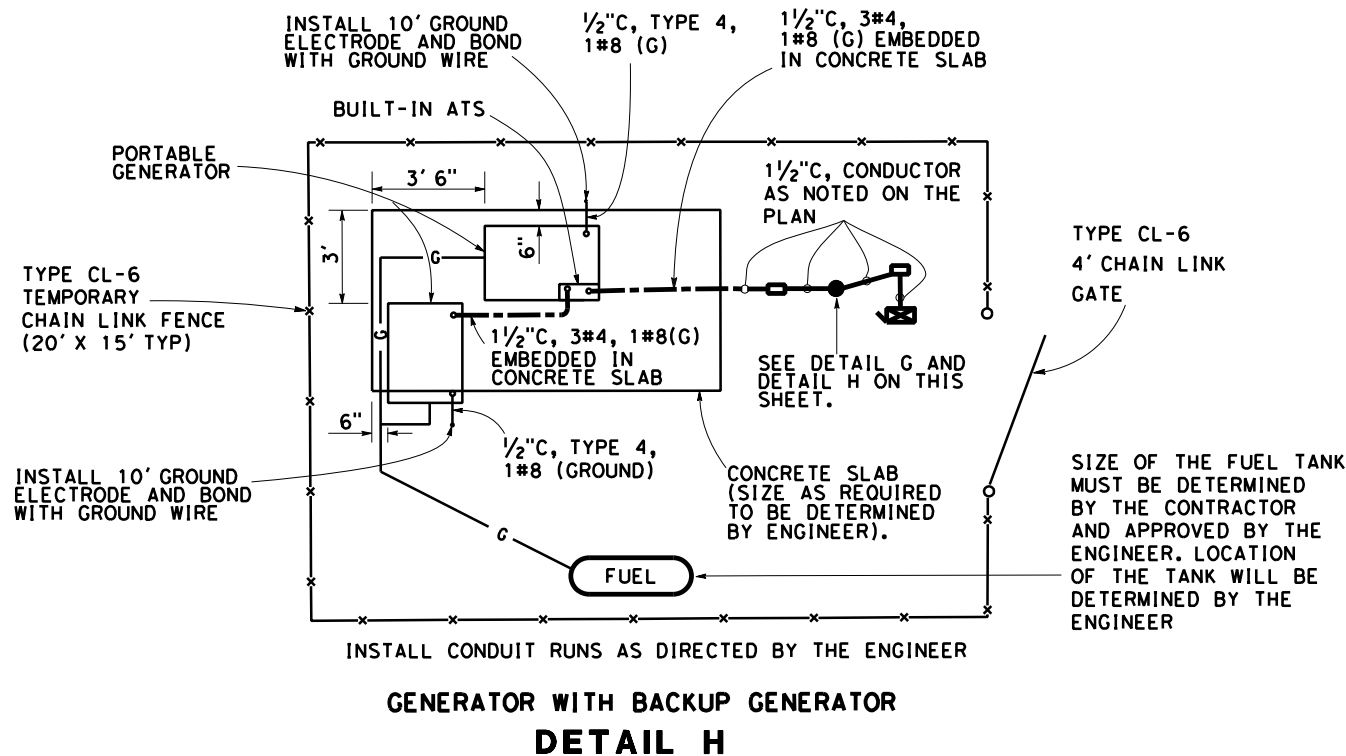 INSTALL 10' GROUND
ELECTRODE AND BOND
WITH GROUND WIRE
1/2"C, TYPE 4,
1#8 (G)
1 1/2"C, 3#4,
1#8 (G) EMBEDDED
IN CONCRETE SLAB
BUILT-IN ATS
PORTABLE
GENERATOR
3' 6"
1 1/2"C, CONDUCTOR
AS NOTED ON THE
PLAN
3'
6"
G
TYPE CL-6
4' CHAIN LINK
GATE
TYPE CL-6
TEMPORARY
CHAIN LINK FENCE
(20' X 15' TYP)
G
1 1/2"C, 3#4, 1#8(G)
EMBEDDED IN
CONCRETE SLAB
SEE DETAIL G AND
DETAIL H ON THIS
SHEET.
6"
1/2"C, TYPE 4,
1#8 (GROUND)
INSTALL 10' GROUND
ELECTRODE AND BOND
WITH GROUND WIRE
CONCRETE SLAB
(SIZE AS REQUIRED
TO BE DETERMINED
BY ENGINEER).
SIZE OF THE FUEL TANK
MUST BE DETERMINED
BY THE CONTRACTOR
AND APPROVED BY THE
ENGINEER. LOCATION
OF THE TANK WILL BE
DETERMINED BY THE
ENGINEER
G
FUEL
INSTALL CONDUIT RUNS AS DIRECTED BY THE ENGINEER
GENERATOR WITH BACKUP GENERATOR
DETAIL H